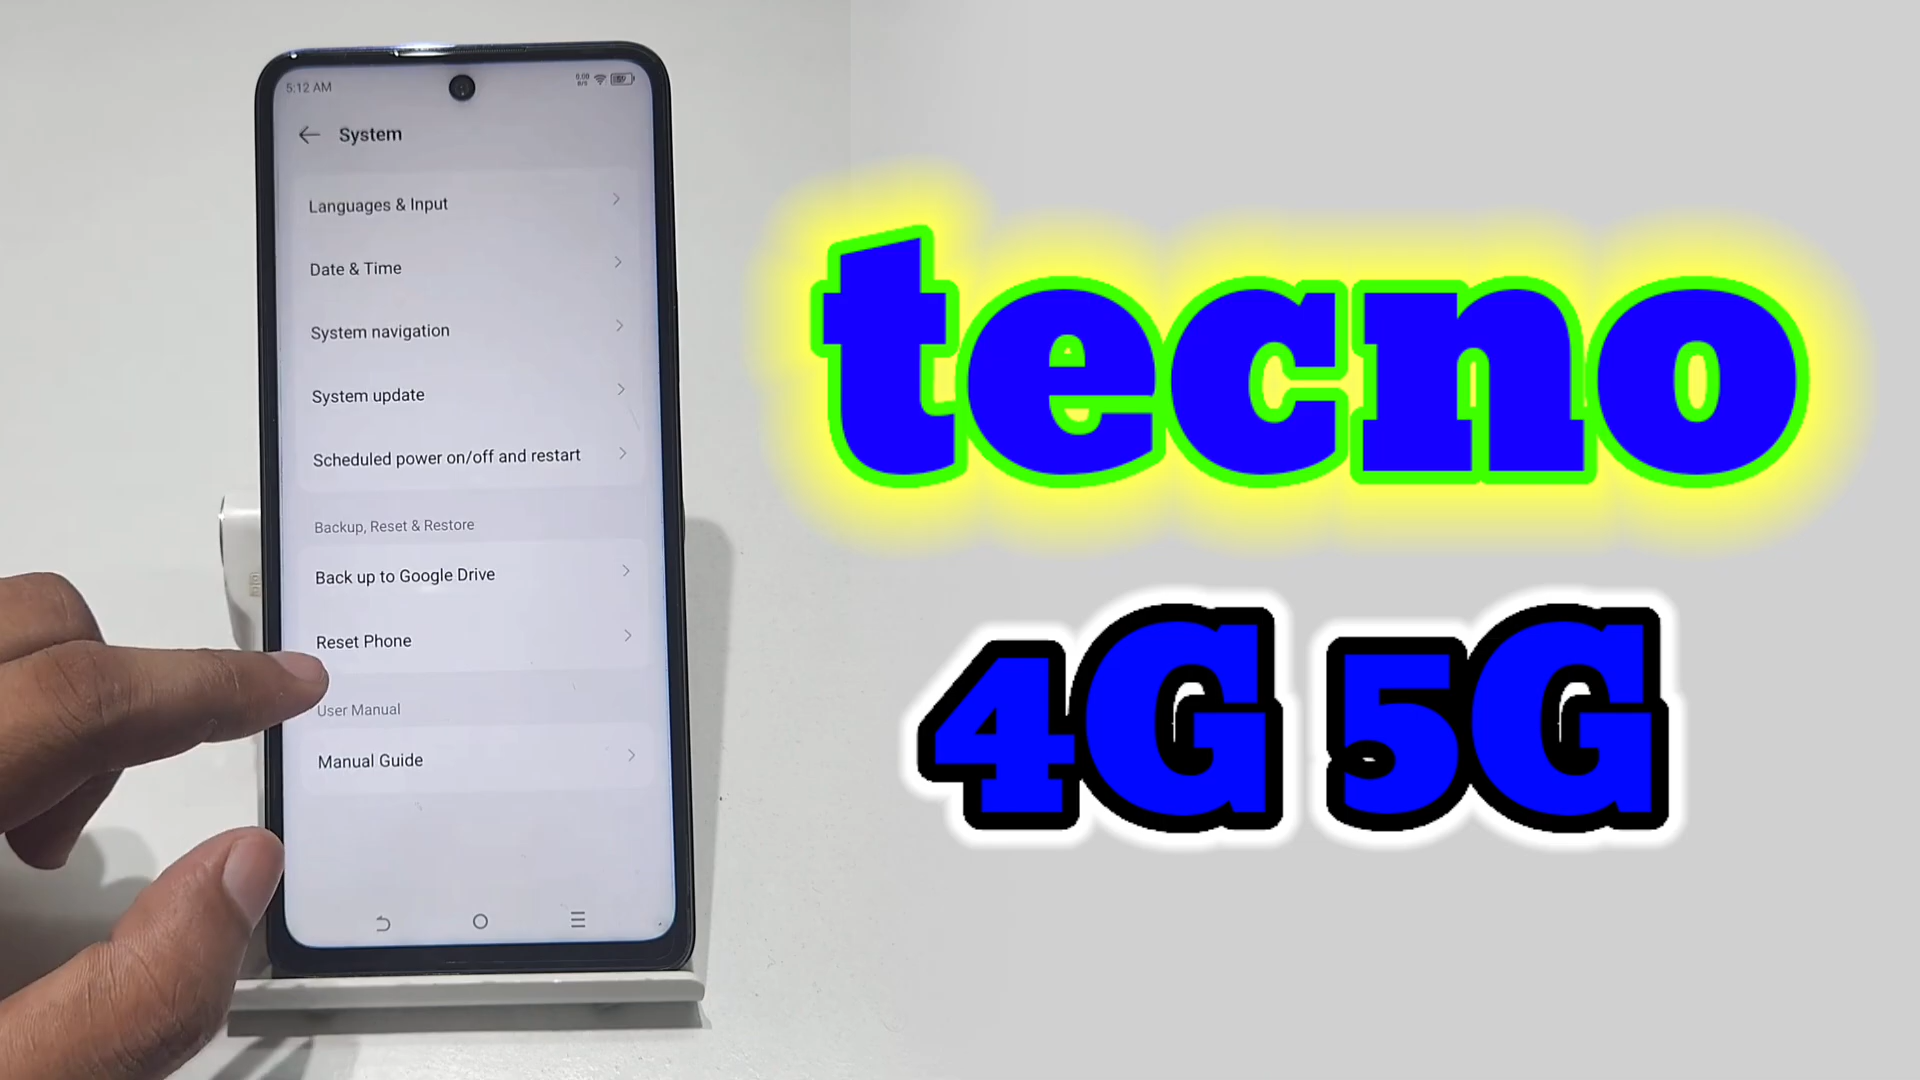 5:12 AM
System
Languages & Input
Date & Time
System navigation
System update
Scheduled power on/off and restart
Backup, Reset & Restore
Back up to Google Drive
Reset Phone
User Manual
Manual Guide
tecno
4G 5G